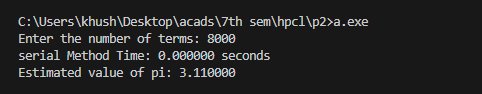 C:\Users\khush\Desktop\acads\7th sem\hpcl\p2>a.exe
Enter the number of terms: 8000
serial Method Time: 0.000000 seconds
Estimated value of pi: 3.110000